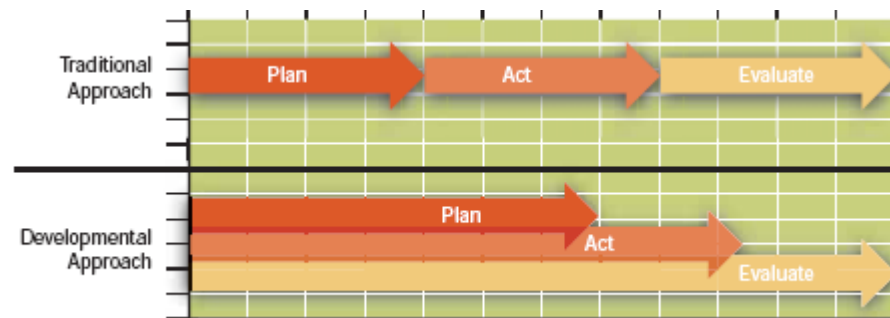 Traditional
Approach
Plan
Act
Evaluate
Developmental
Approach
Plan
Act
Evaluate